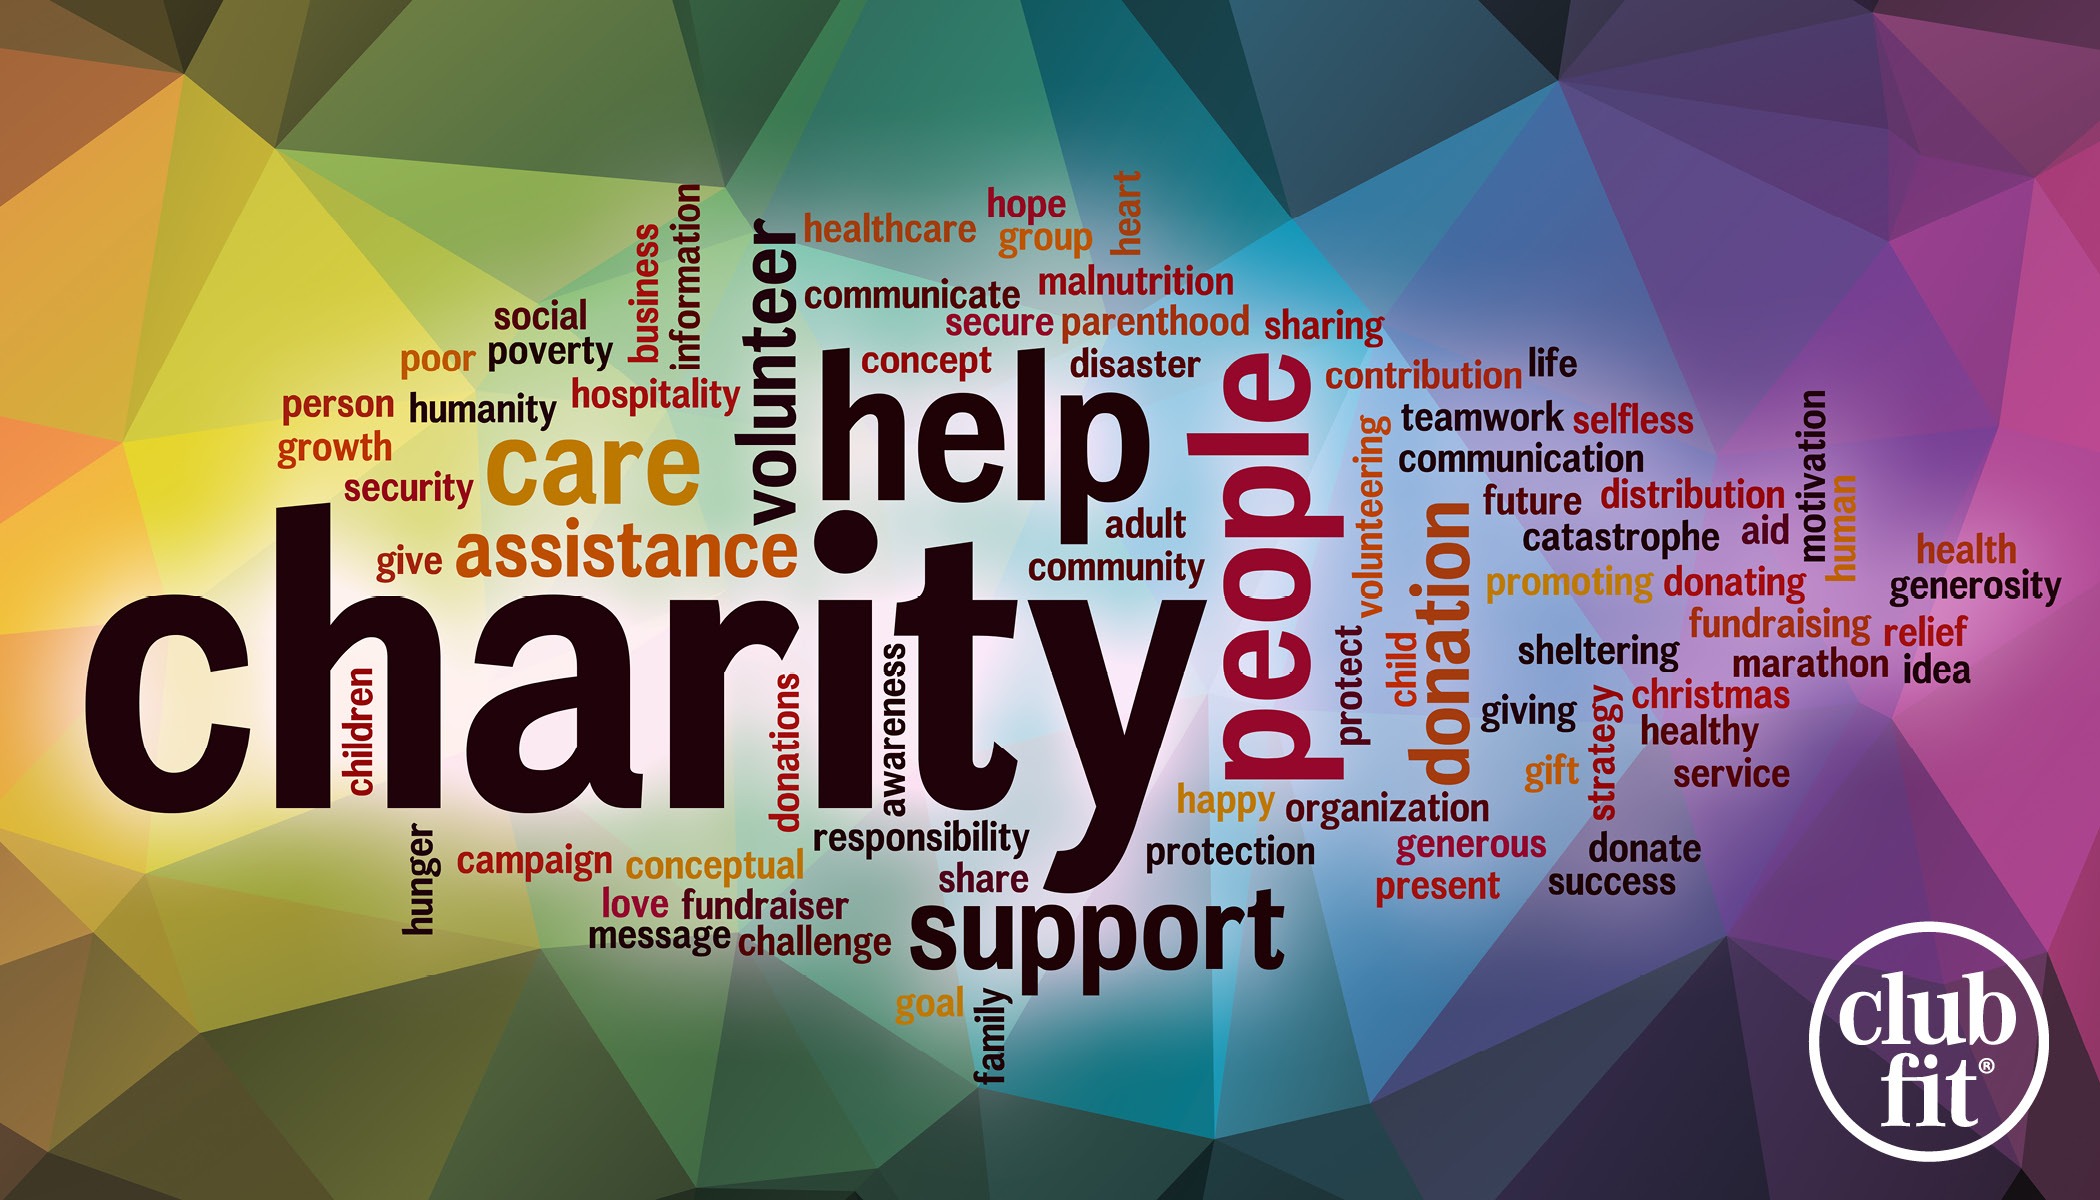 heart
hope
healthcare
group
information
business
volunteer
malnutrition
communicate
social
secure
parenthood
sharing
poverty
poor
concept
disaster
life
contribution
hospitality
person
humanity
help
people
teamwork
selfless
motivation
growth
care
volunteering
communication
security
future
distribution
human
adult
catastrophe
aid
give
assistance
community
donation
health
promoting
donating
generosity
charity
fundraising
relief
sheltering
marathon
idea
children
donations
awareness
protect
child
giving
strategy
christmas
healthy
gift
service
happy
organization
hunger
campaign
conceptual
responsibility
protection
generous
donate
share
present
success
love
fundraiser
message
challenge
support
goal
family
club
fit®